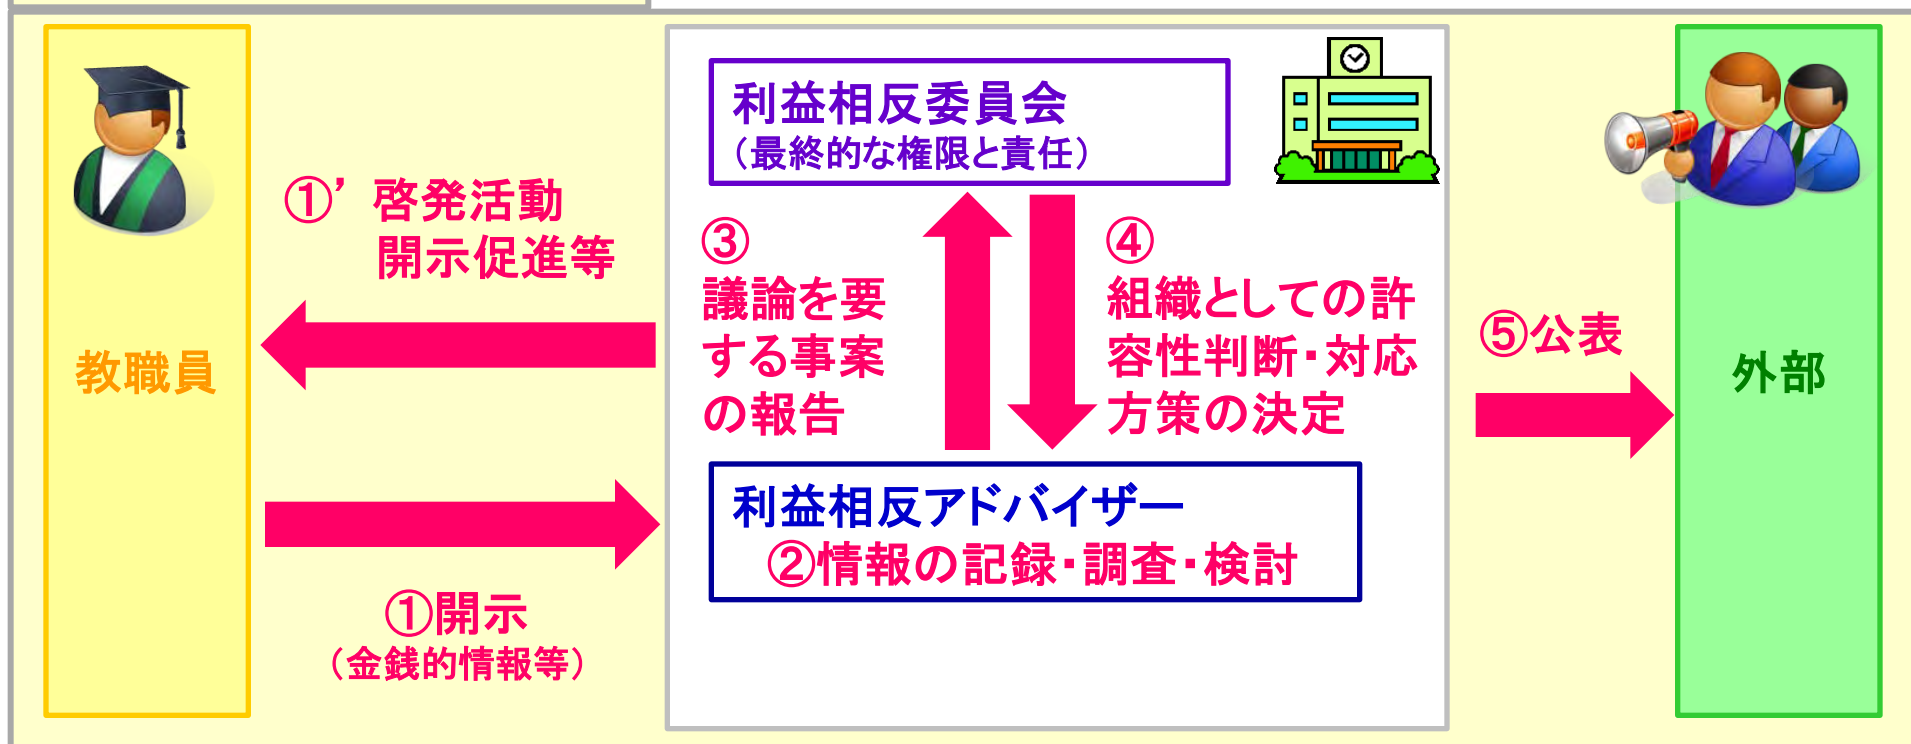 教職員
①’ 啓発活動
開示促進等
①開示
（金銭的情報等）
利益相反委員会
（最終的な権限と責任）
③
議論を要
する事案
の報告
④
組織としての許
容性判断・対応
方策の決定
利益相反アドバイザー
②情報の記録・調査・検討
⑤公表
外部